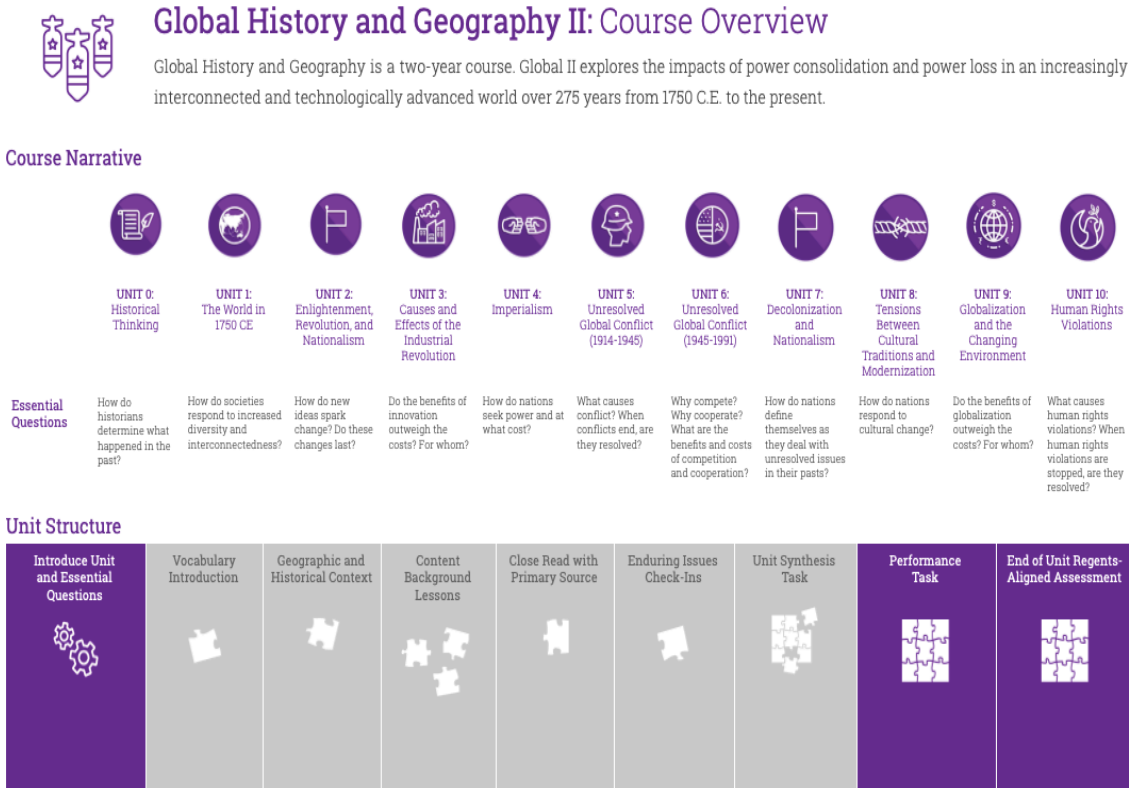 Global History and Geography II: Course Overview
Global History and Geography is a two-year course. Global II explores the impacts of power consolidation and power loss in an increasingly
interconnected and technologically advanced world over 275 years from 1750 C.E. to the present.
Course Narrative
UNIT 0:
Historical
Thinking
UNIT 1:
The World in
1750 CE
UNIT 2:
Enlightenment,
Revolution, and
Nationalism
UNIT 3:
Causes and
Effects of the
Industrial
Revolution
UNIT 4:
Imperialism
UNIT 5:
Unresolved
Global Conflict
(1914-1945)
UNIT 6:
Unresolved
Global Conflict
(1945-1991)
UNIT 7:
Decolonization
and
Nationalism
UNIT 8:
Tensions
Between
Cultural
Traditions and
Modernization
UNIT 9:
Globalization
and the
Changing
Environment
UNIT 10:
Human Rights
Violations
Essential
Questions
How do
historians
determine what
happened in the
past?
How do societies
respond to increased
diversity and
interconnectedness?
How do new
ideas spark
change? Do these
changes last?
Do the benefits of
innovation
outweigh the
costs? For whom?
How do nations
seek power and at
what cost?
What causes
conflict? When
conflicts end, are
they resolved?
Why compete?
Why cooperate?
What are the
benefits and costs
of competition
and cooperation?
How do nations
define
themselves as
they deal with
unresolved issues
in their pasts?
How do nations
respond to
cultural change?
Do the benefits of
globalization
outweigh the
costs? For whom?
What causes
human rights
violations? When
human rights
violations are
stopped, are they
resolved?
Unit Structure
Introduce Unit
and Essential
Questions
Vocabulary
Introduction
Geographic and
Historical Context
Content
Background
Lessons
Close Read with
Primary Source
Enduring Issues
Check-Ins
Unit Synthesis
Task
Performance
Task
End of Unit Regents-
Aligned Assessment